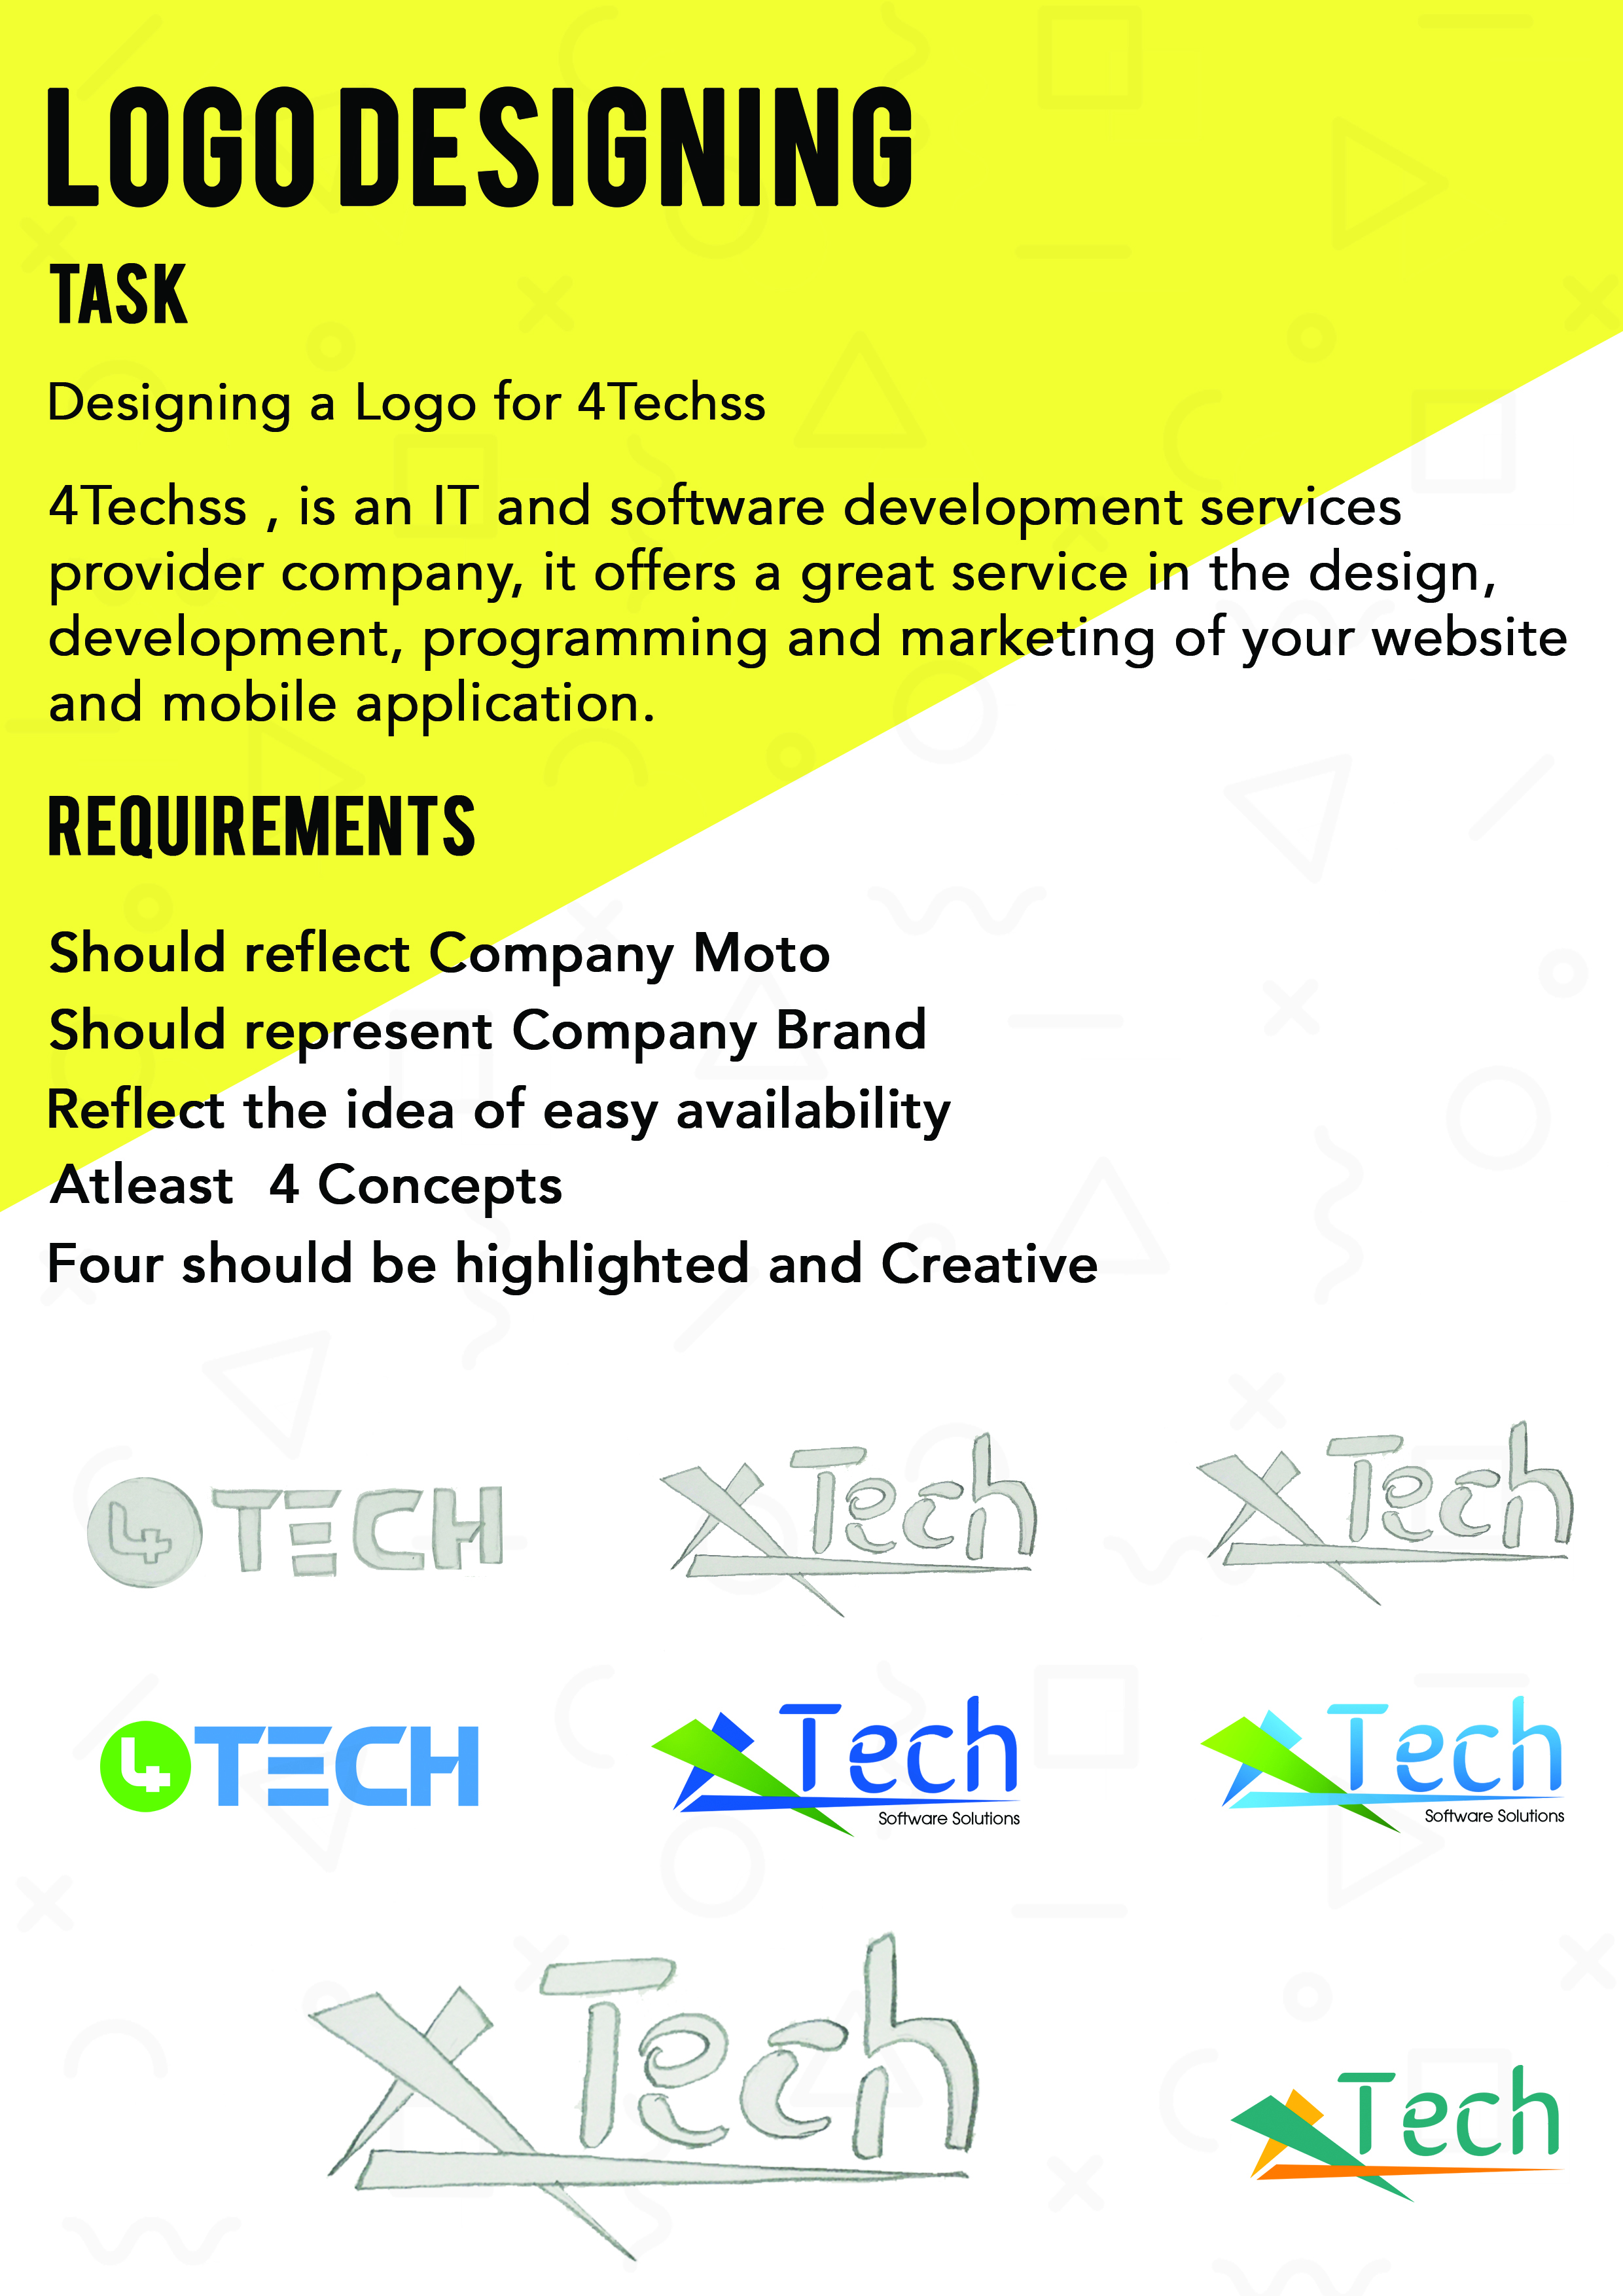 LOGO DESIGNING
TASK
Designing a Logo for 4Techss
4Techss , is an IT and software development services
provider company, it offers a great service in the design,
development, programming and marketing of your website
and mobile application.
REQUIREMENTS
Should reflect Company Moto
Should represent Company Brand
Reflect the idea of easy availability
Atleast 4 Concepts
Four should be highlighted and Creative
4 TECH
Tech
Tech
4 TECH
Tech
Software Solutions
Tech
Software Solutions
Tech
Tech